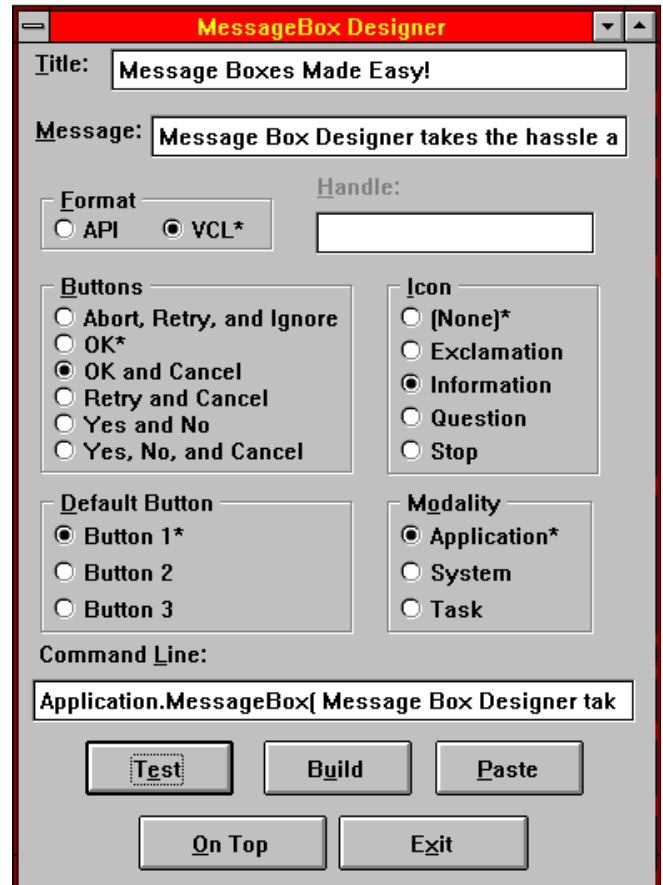 MessageBox Designer
Title: Message Boxes Made Easy!
Message: Message Box Designer takes the hassle a
Handle:
Format
API VCL*
Buttons
Abort, Retry, and Ignore
OK*
OK and Cancel
Retry and Cancel
Yes and No
Yes, No, and Cancel
Icon
(None)*
Exclamation
Information
Question
Stop
Default Button
Button 1*
Button 2
Button 3
Modality
Application*
System
Task
Command Line:
Application.MessageBox( Message Box Designer tak
Test Build Paste
On Top Exit